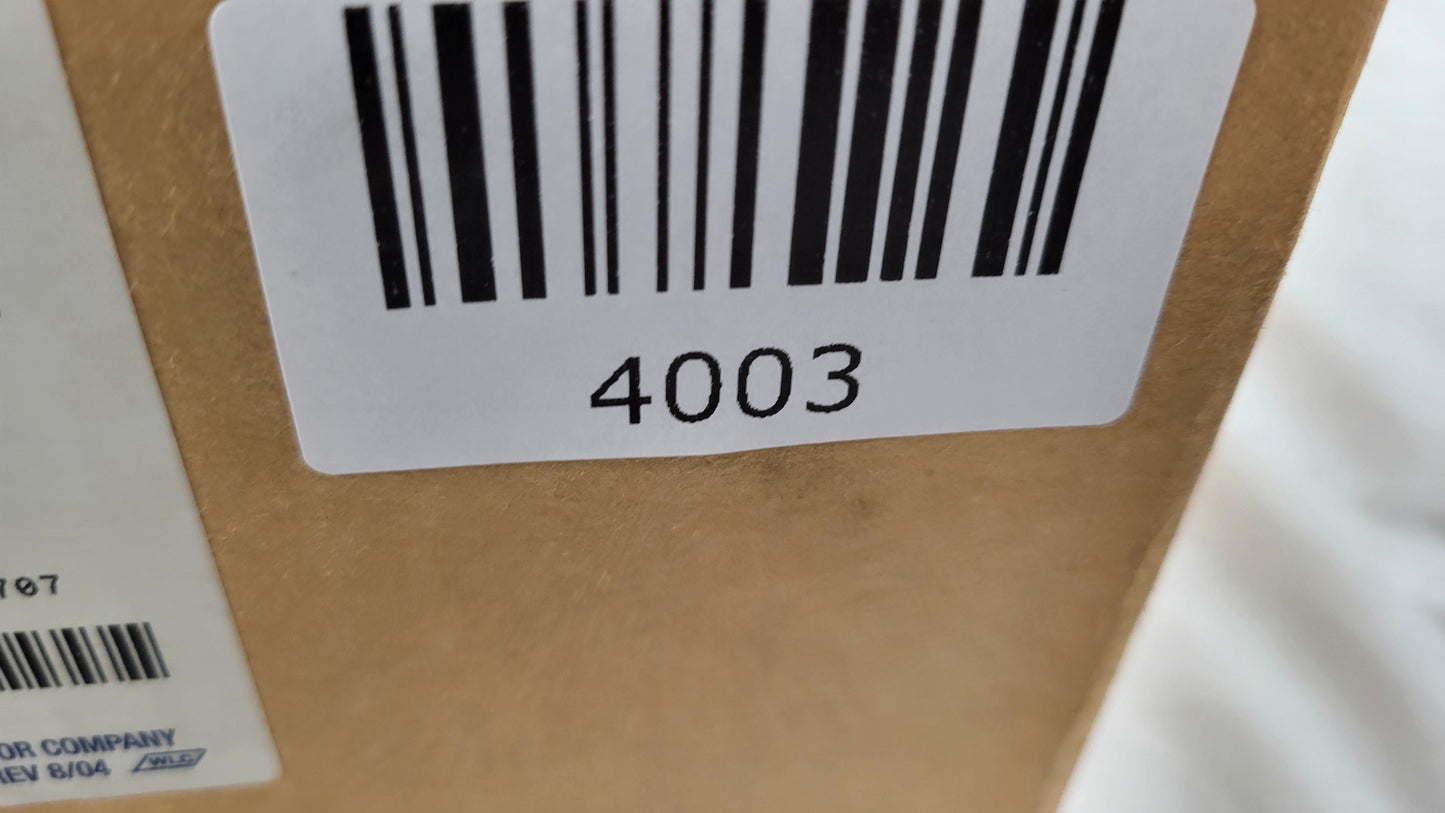 4003
707
OR COMPANY
REV 8/04 WLC